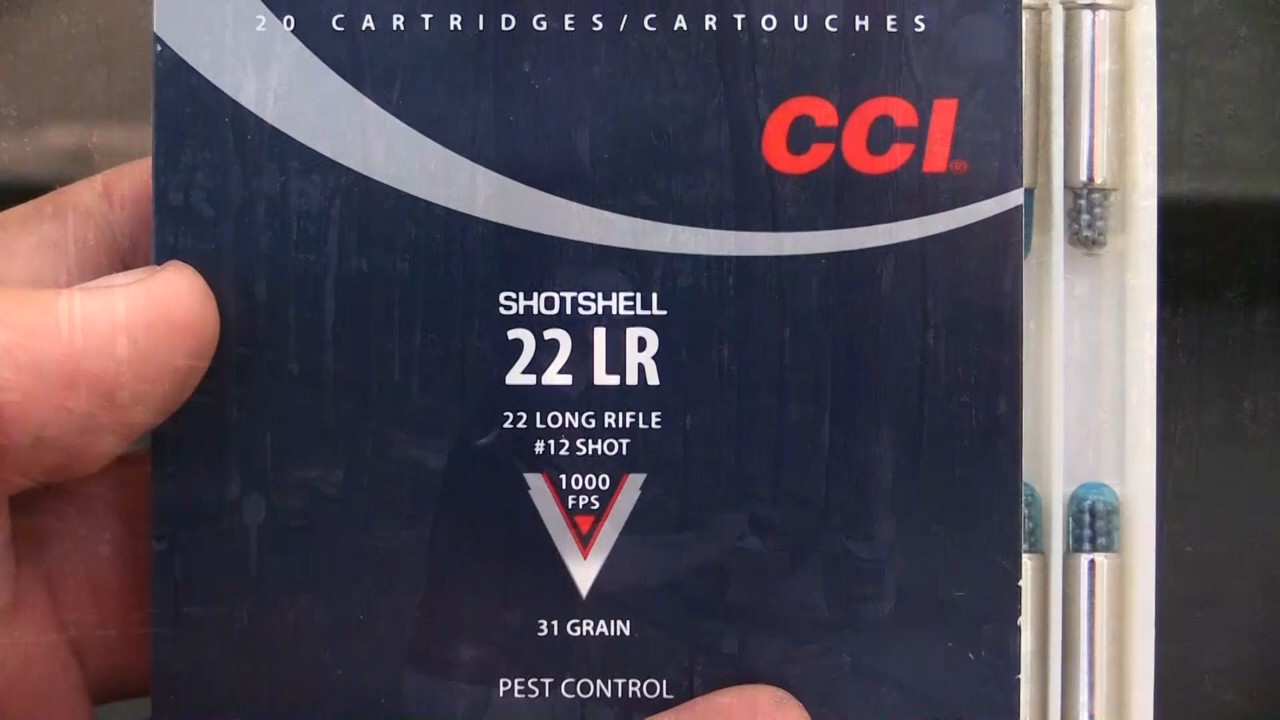 20 CARTRIDGES/CARTOUCHES
CCI®
SHOTSHELL
22 LR
22 LONG RIFLE
#12 SHOT
1000
FPS
31 GRAIN
PEST CONTROL